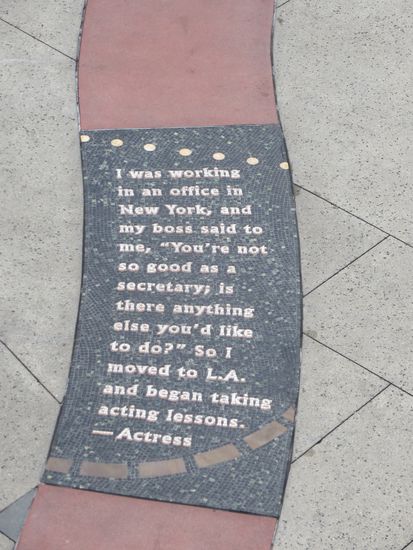 I was working
in an office in
New York, and
my boss said to
me, "You're not
so good as a
secretary; is
there anything
else you'd like
to do?" So I
moved to L.A.
and began taking
acting lessons.
—Actress